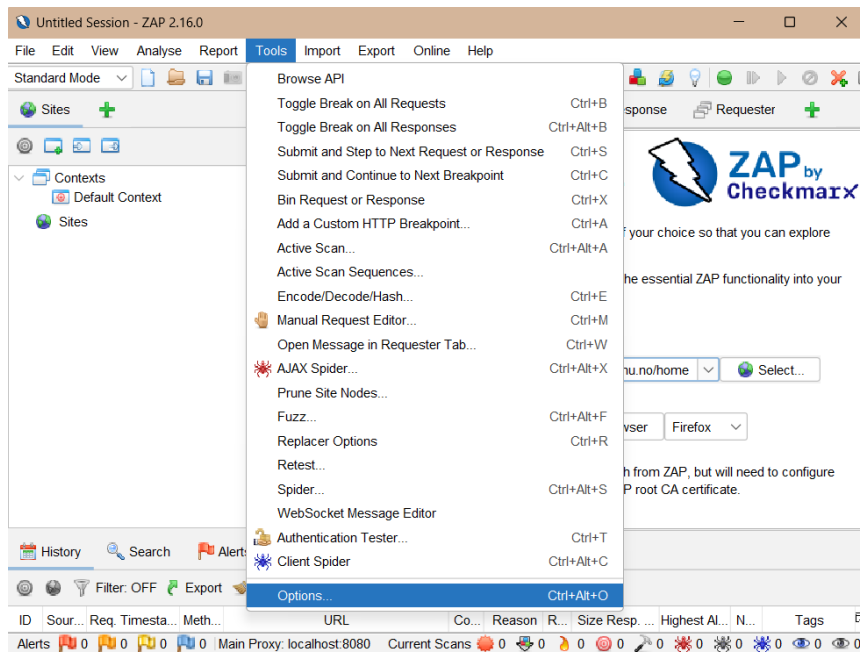 Untitled Session - ZAP 2.16.0
File Edit View Analyse Report Tools Import Export Online Help
Standard Mode
Sites
Contexts
Default Context
Sites
Browse API
Toggle Break on All Requests Ctrl+B
Toggle Break on All Responses Ctrl+Alt+B
Submit and Step to Next Request or Response Ctrl+S
Submit and Continue to Next Breakpoint Ctrl+C
Bin Request or Response Ctrl+X
Add a Custom HTTP Breakpoint... Ctrl+A
Active Scan... Ctrl+Alt+A
Active Scan Sequences...
Encode/Decode/Hash... Ctrl+E
Manual Request Editor... Ctrl+M
Open Message in Requester Tab... Ctrl+W
AJAX Spider... Ctrl+Alt+X
Prune Site Nodes...
Fuzz... Ctrl+Alt+F
Replacer Options Ctrl+R
Retest...
Spider... Ctrl+Alt+S
WebSocket Message Editor
Authentication Tester... Ctrl+T
Client Spider Ctrl+Alt+C
Options... Ctrl+Alt+O
sponse Requester
ZAP by
Checkmarx
f your choice so that you can explore
he essential ZAP functionality into your
nu.no/home Select...
wser Firefox
h from ZAP, but will need to configure
P root CA certificate.
History Search Alert
Filter: OFF Export
ID Sour... Req. Timesta... Meth... URL Co... Reason R... Size Resp. ... Highest Al... N... Tags
Alerts 0 0 0 0 Main Proxy: localhost:8080 Current Scans 0 0 0 0 0 0 0 0 0 0